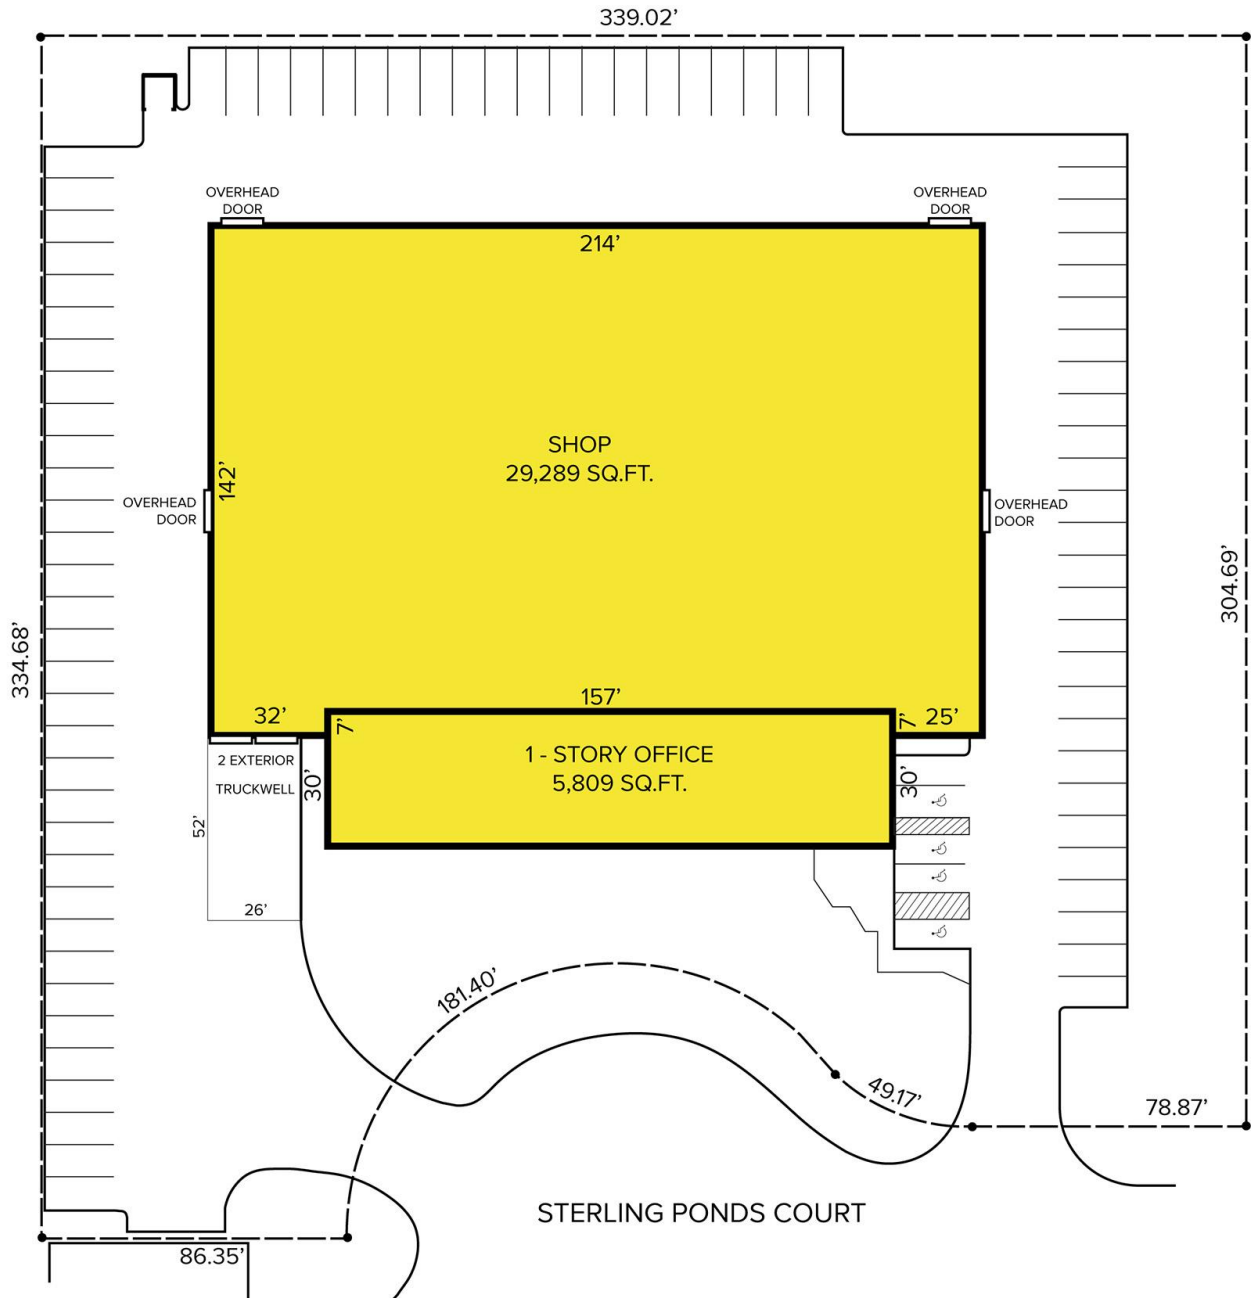 339.02’
OVERHEAD
DOOR
OVERHEAD
DOOR
214’
SHOP
29,289 SQ.FT.
142’
OVERHEAD
DOOR
OVERHEAD
DOOR
304.69’
334.68’
157’
32’
7’
7’
25’
1 - STORY OFFICE
5,809 SQ.FT.
2 EXTERIOR
TRUCKWELL
30’
30’
52’
26’
181.40’
49.17’
78.87’
STERLING PONDS COURT
86.35’